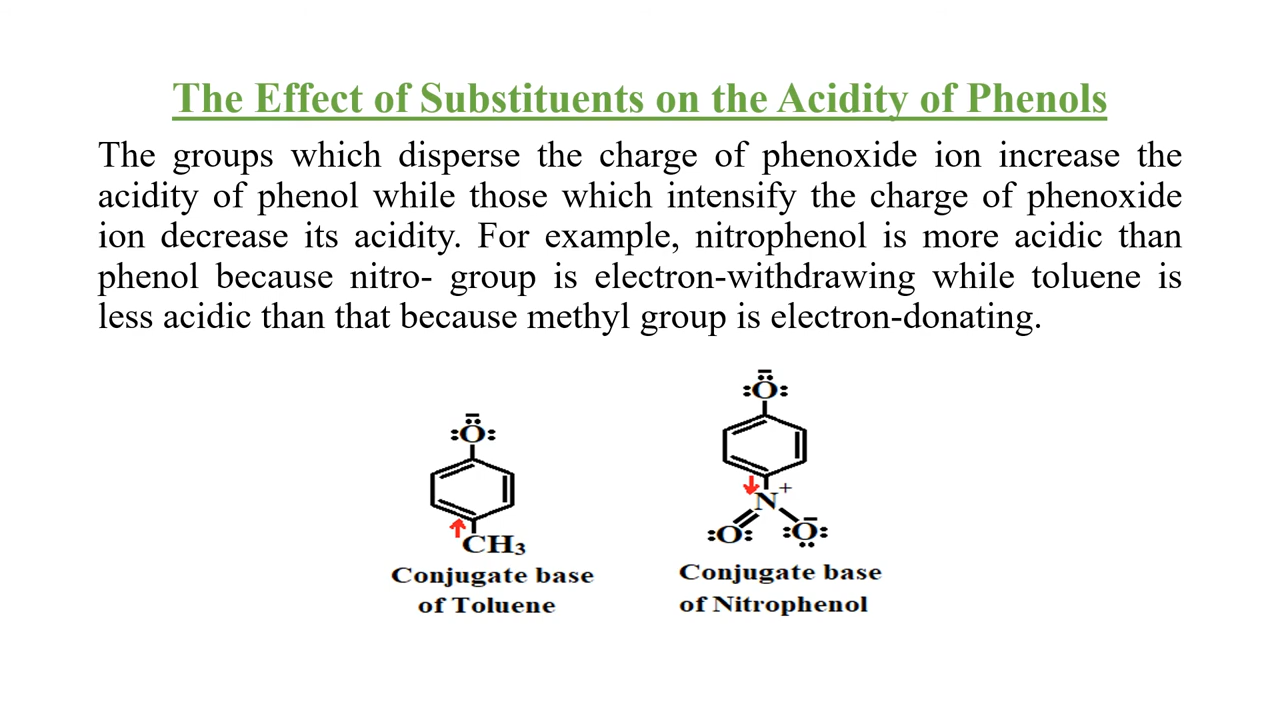 The Effect of Substituents on the Acidity of Phenols
The groups which disperse the charge of phenoxide ion increase the
acidity of phenol while those which intensify the charge of phenoxide
ion decrease its acidity. For example, nitrophenol is more acidic than
phenol because nitro- group is electron-withdrawing while toluene is
less acidic than that because methyl group is electron-donating.
:Ö:
CH₃
Conjugate base
of Toluene
:Ö:
N+
:O: :O:
Conjugate base
of Nitrophenol